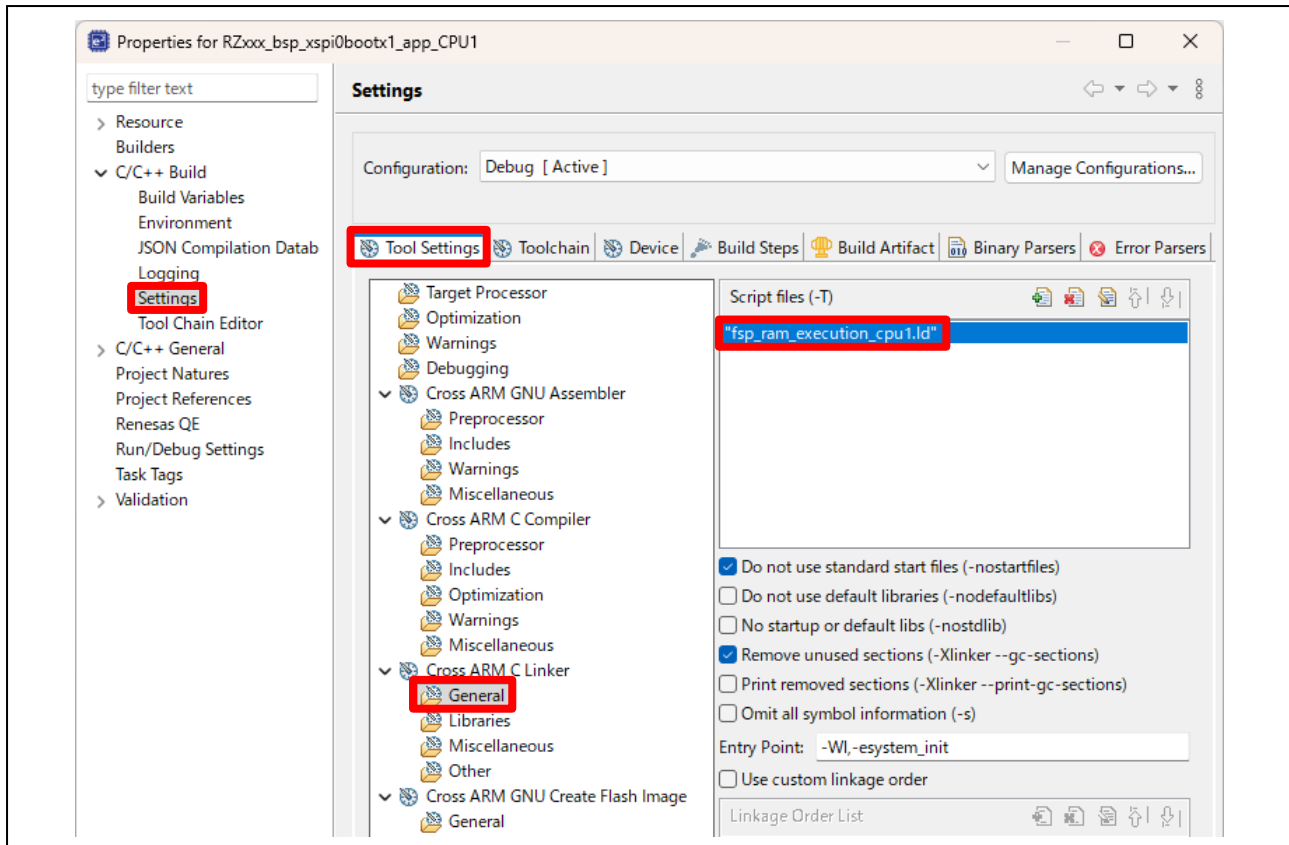 Properties for RZxxx_bsp_xspi0bootx1_app_CPU1
type filter text
Resource
Builders
C/C++ Build
Build Variables
Environment
JSON Compilation Datab
Logging
Settings
Tool Chain Editor
C/C++ General
Project Natures
Project References
Renesas QE
Run/Debug Settings
Task Tags
Validation
Settings
Configuration: Debug [ Active ]
Manage Configurations...
Tool Settings Toolchain Device Build Steps Build Artifact Binary Parsers Error Parsers
Target Processor
Optimization
Warnings
Debugging
Cross ARM GNU Assembler
Preprocessor
Includes
Warnings
Miscellaneous
Cross ARM C Compiler
Preprocessor
Includes
Optimization
Warnings
Miscellaneous
Cross ARM C Linker
General
Libraries
Miscellaneous
Other
Cross ARM GNU Create Flash Image
General
Script files (-T)
"fsp_ram_execution_cpu1.ld"
Do not use standard start files (-nostartfiles)
Do not use default libraries (-nodefaultlibs)
No startup or default libs (-nostdlib)
Remove unused sections (-Xlinker --gc-sections)
Print removed sections (-Xlinker --print-gc-sections)
Omit all symbol information (-s)
Entry Point: -Wl,-esystem_init
Use custom linkage order
Linkage Order List